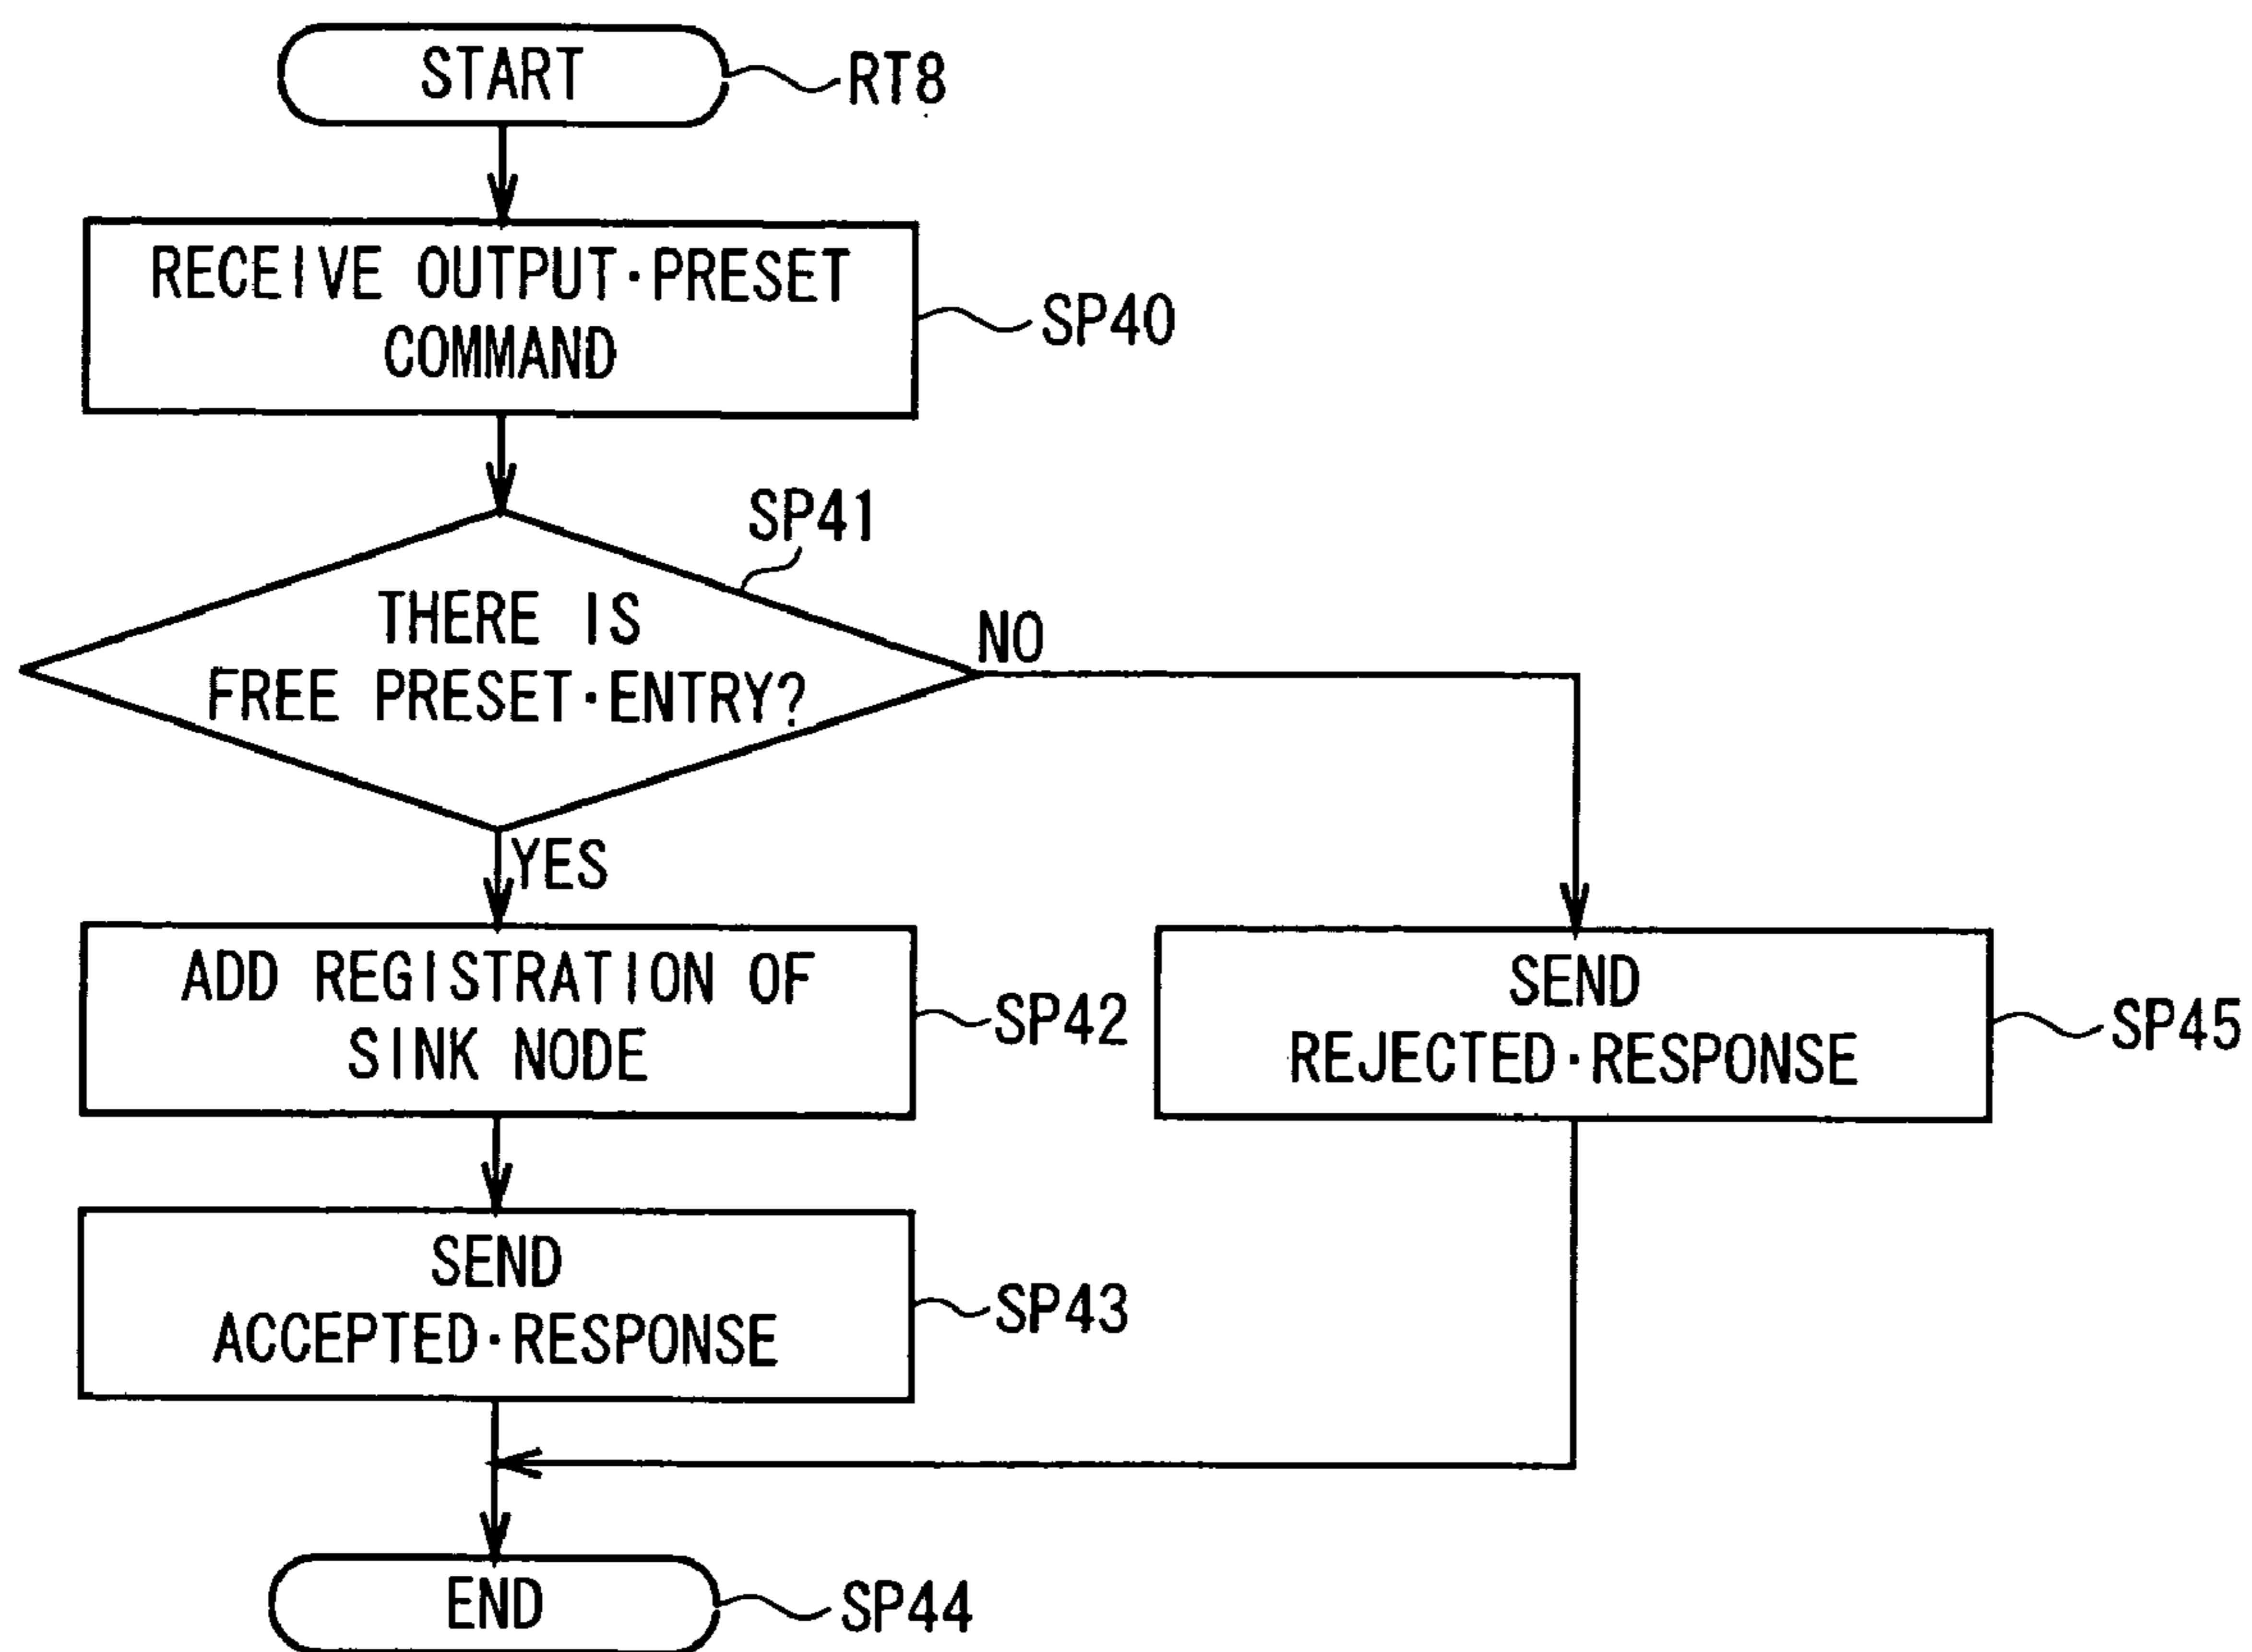 START
RT8
RECEIVE OUTPUT·PRESET
COMMAND
SP40
SP41
THERE IS
FREE PRESET·ENTRY?
NO
YES
ADD REGISTRATION OF
SINK NODE
SP42
SEND
REJECTED·RESPONSE
SP45
SEND
ACCEPTED·RESPONSE
SP43
END
SP44